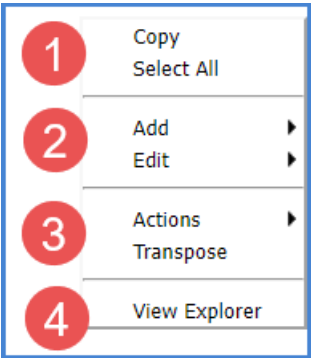 1
Copy
Select All
2
Add
Edit
3
Actions
Transpose
4
View Explorer